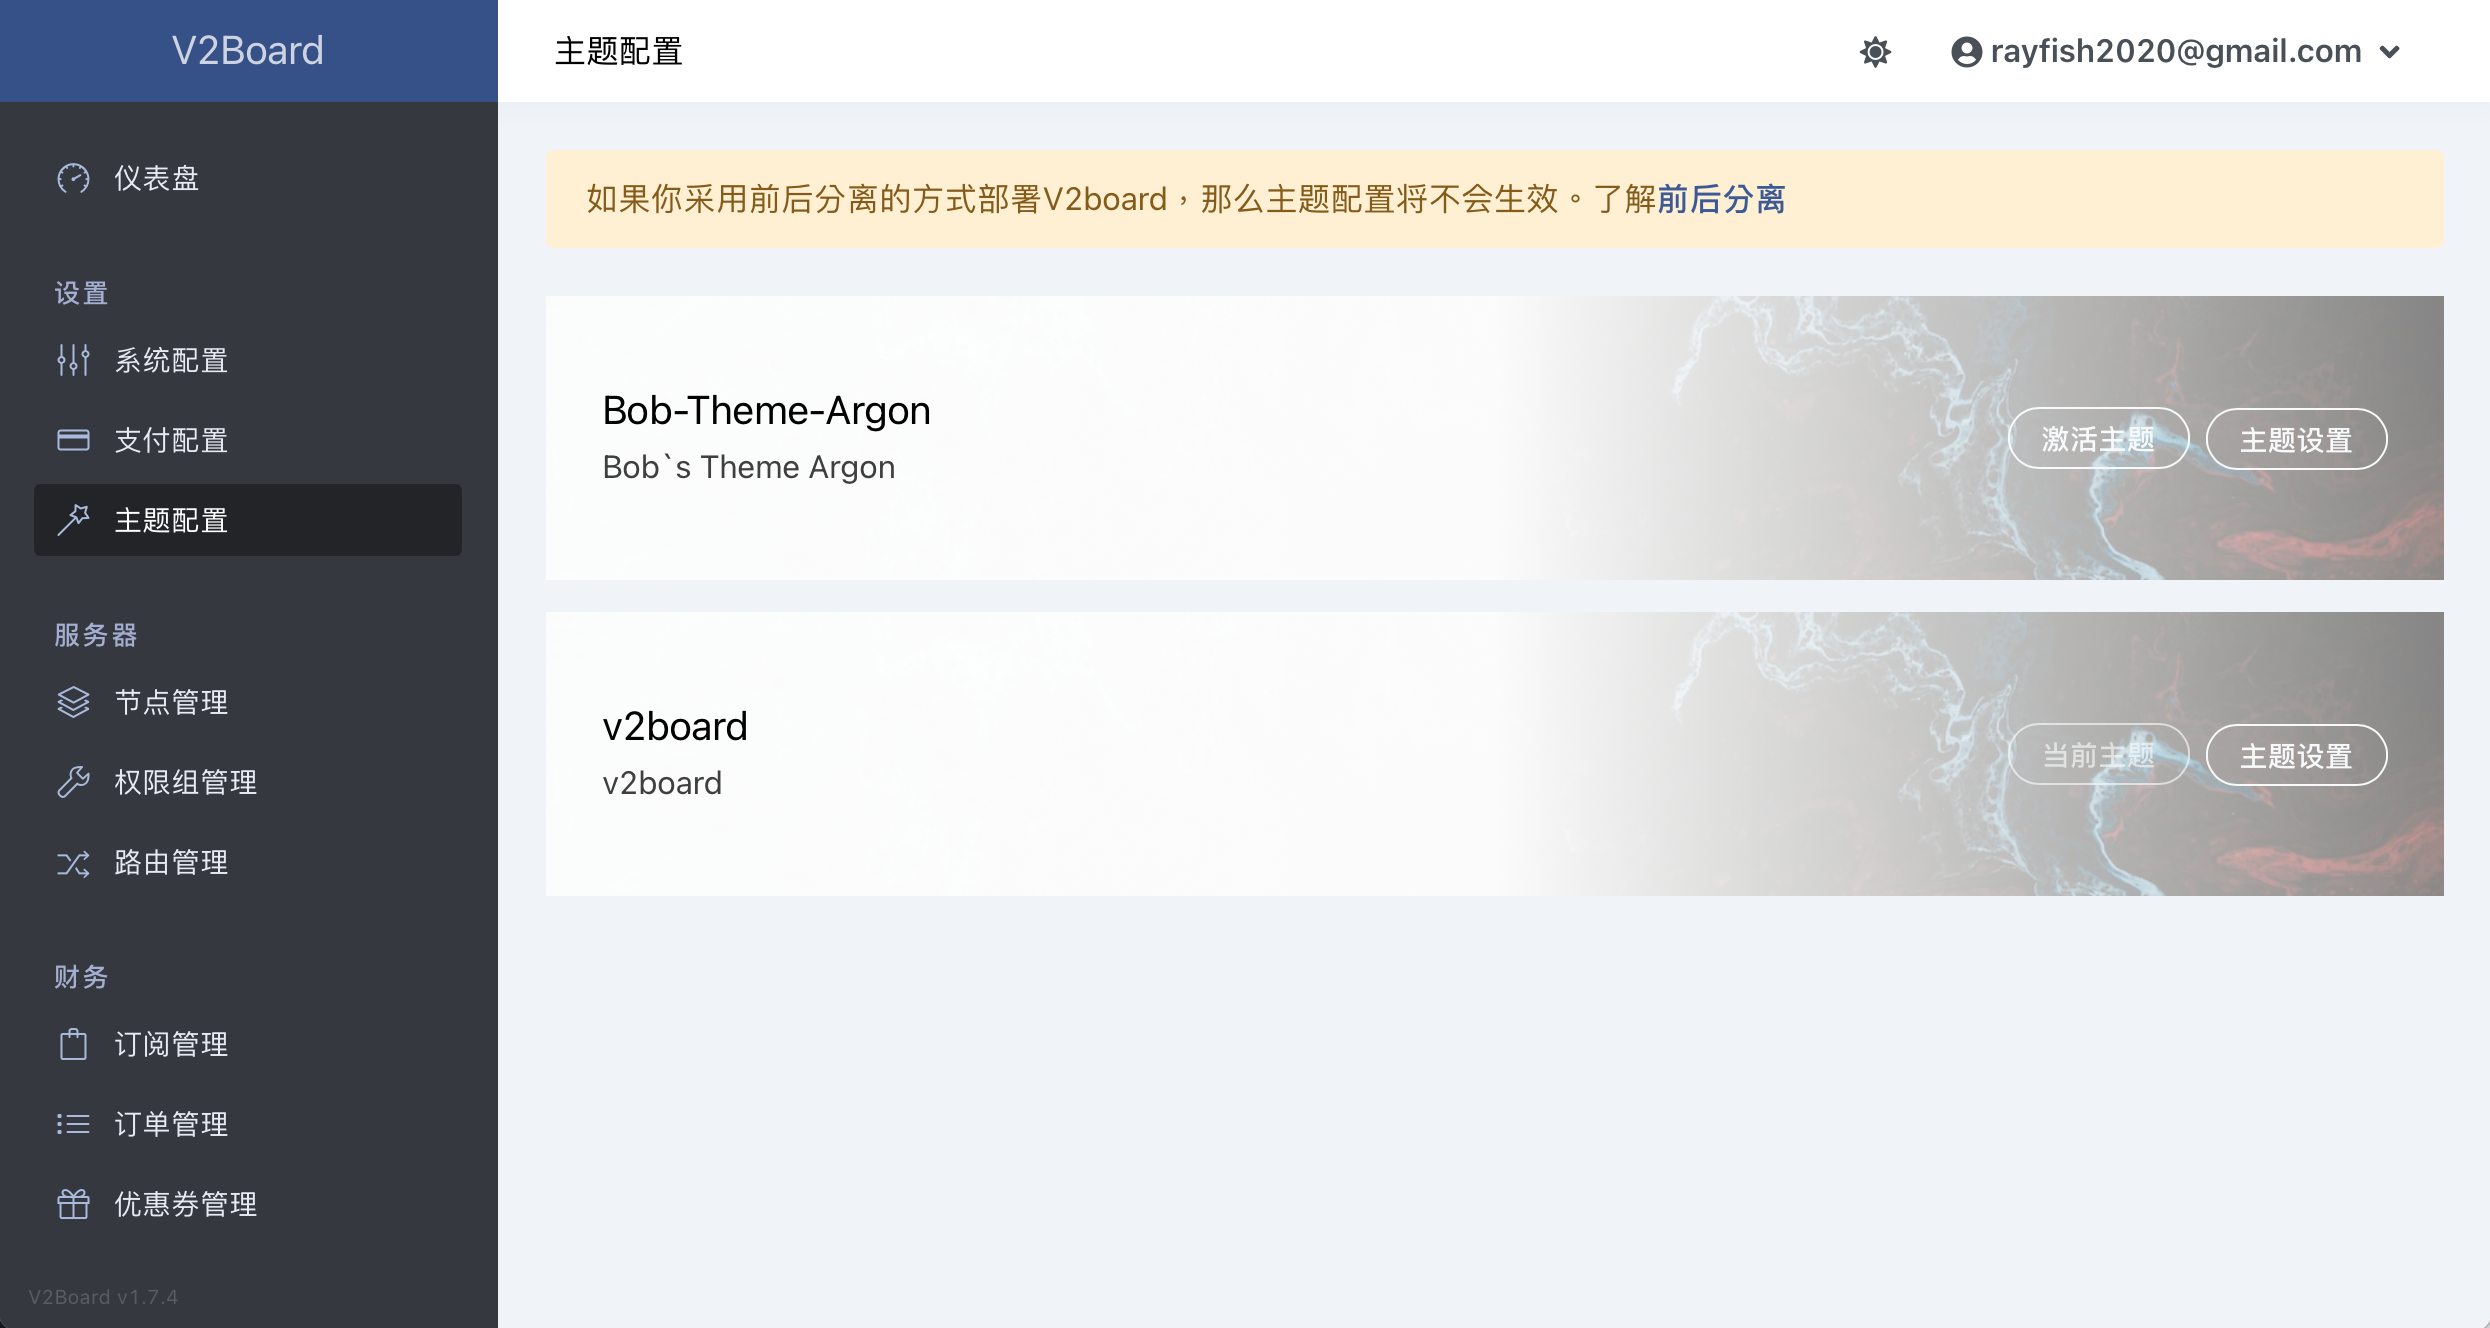 V2Board
主题配置
rayfish2020@gmail.com
仪表盘
设置
系统配置
支付配置
主题配置
服务器
节点管理
权限组管理
路由管理
财务
订阅管理
订单管理
优惠券管理
V2Board v1.7.4
如果你采用前后分离的方式部署V2board，那么主题配置将不会生效。了解前后分离
Bob-Theme-Argon
Bob`s Theme Argon
激活主题
主题设置
v2board
v2board
当前主题
主题设置